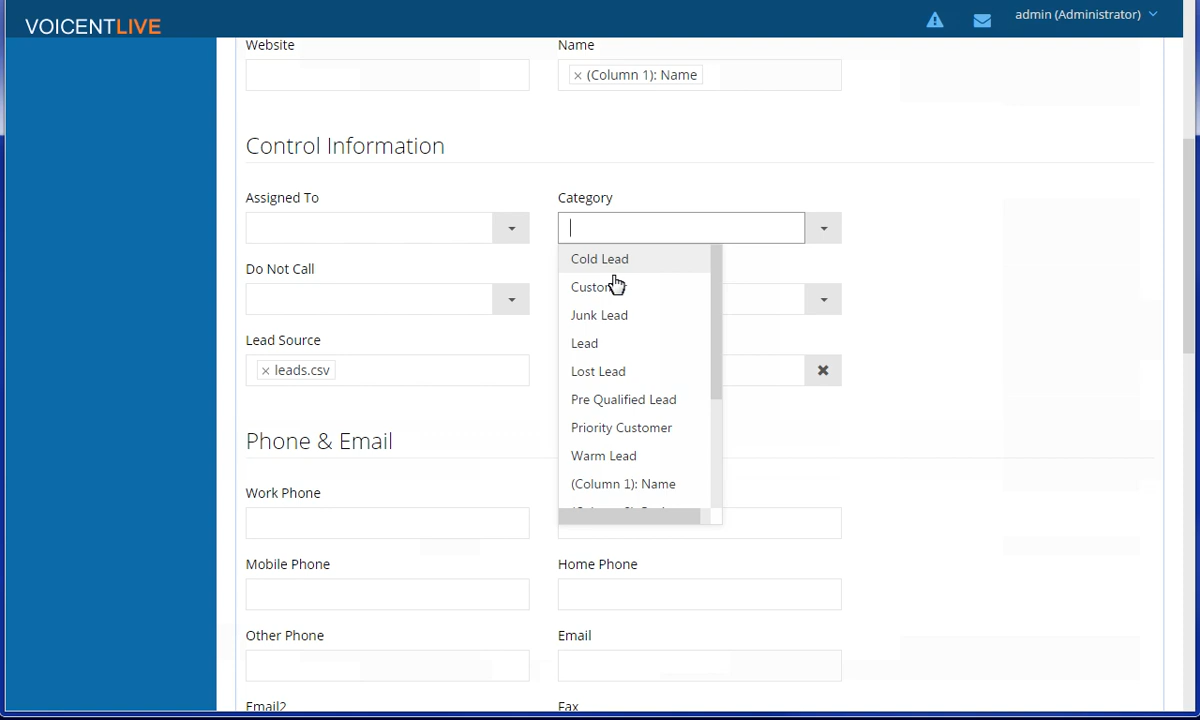 VOICENTLIVE
admin (Administrator)
Website
Name
× (Column 1): Name
Control Information
Assigned To
Category
Cold Lead
Do Not Call
Junk Lead
Lead Source
Lead
× leads.csv
Lost Lead
Pre Qualified Lead
Priority Customer
Phone & Email
Warm Lead
(Column 1): Name
Work Phone
Mobile Phone
Home Phone
Other Phone
Email
Email2
Fax